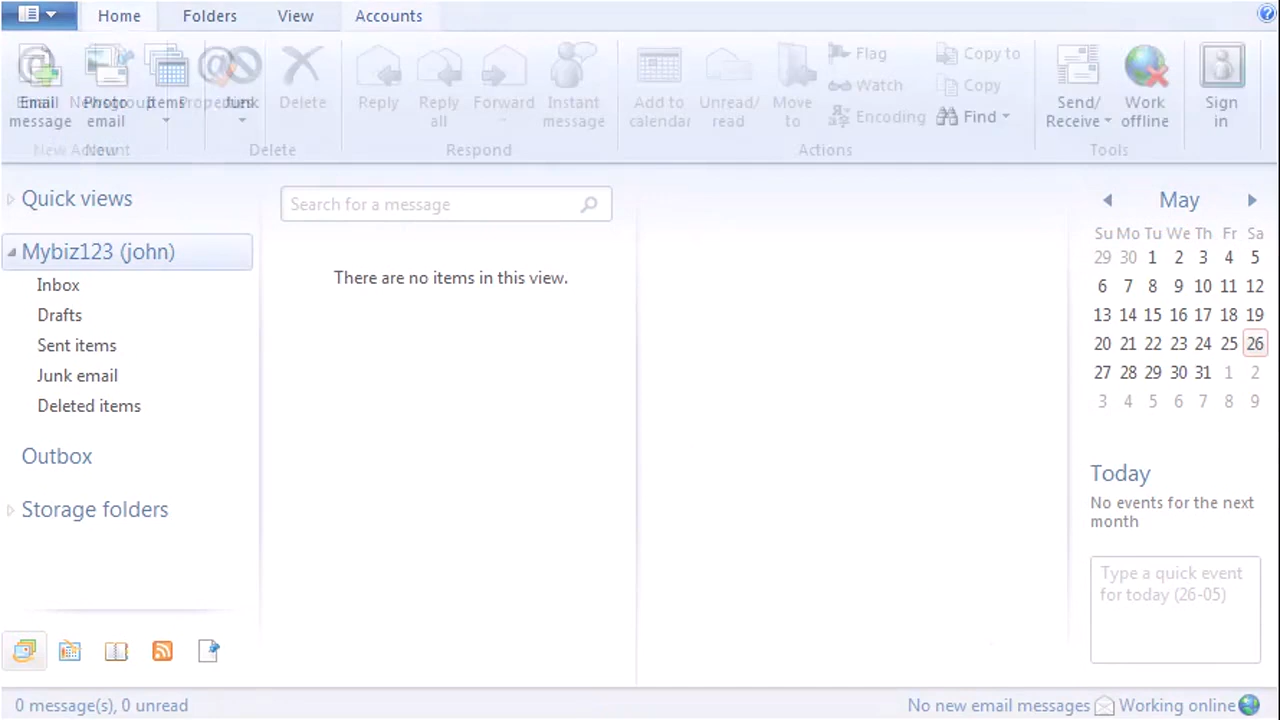 Home Folders View Accounts
Email message
Photo email
Items
Properties
Junk
Delete
Reply
Reply all
Forward
Instant message
Add to calendar
Unread/ read
Move to
Flag
Watch
Encoding
Copy to
Copy
Find
Send/ Receive
Work offline
Sign in
New Account
New
Delete
Respond
Actions
Tools
Quick views
Mybiz123 (john)
Inbox
Drafts
Sent items
Junk email
Deleted items
Outbox
Storage folders
Search for a message
There are no items in this view.
May
Su Mo Tu We Th Fr Sa
29 30 1 2 3 4 5
6 7 8 9 10 11 12
13 14 15 16 17 18 19
20 21 22 23 24 25 26
27 28 29 30 31 1 2
3 4 5 6 7 8 9
Today
No events for the next
month
Type a quick event
for today (26-05)
0 message(s), 0 unread
No new email messages
Working online